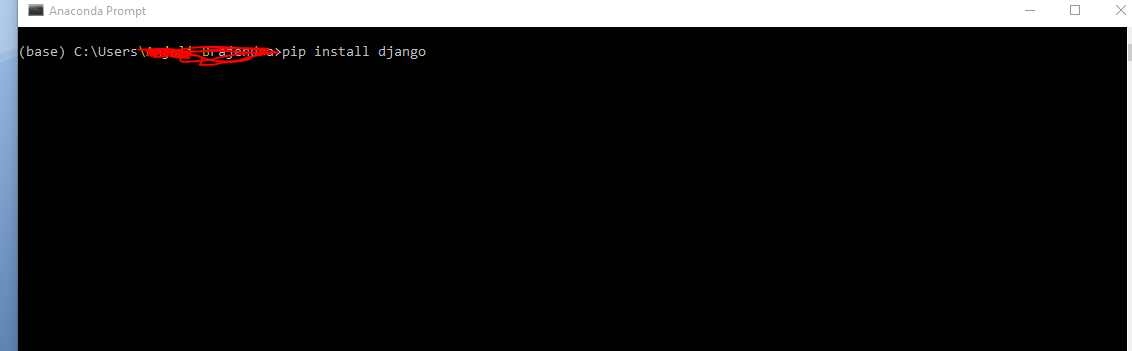 Anaconda Prompt
(base) C:\Users\>pip install django